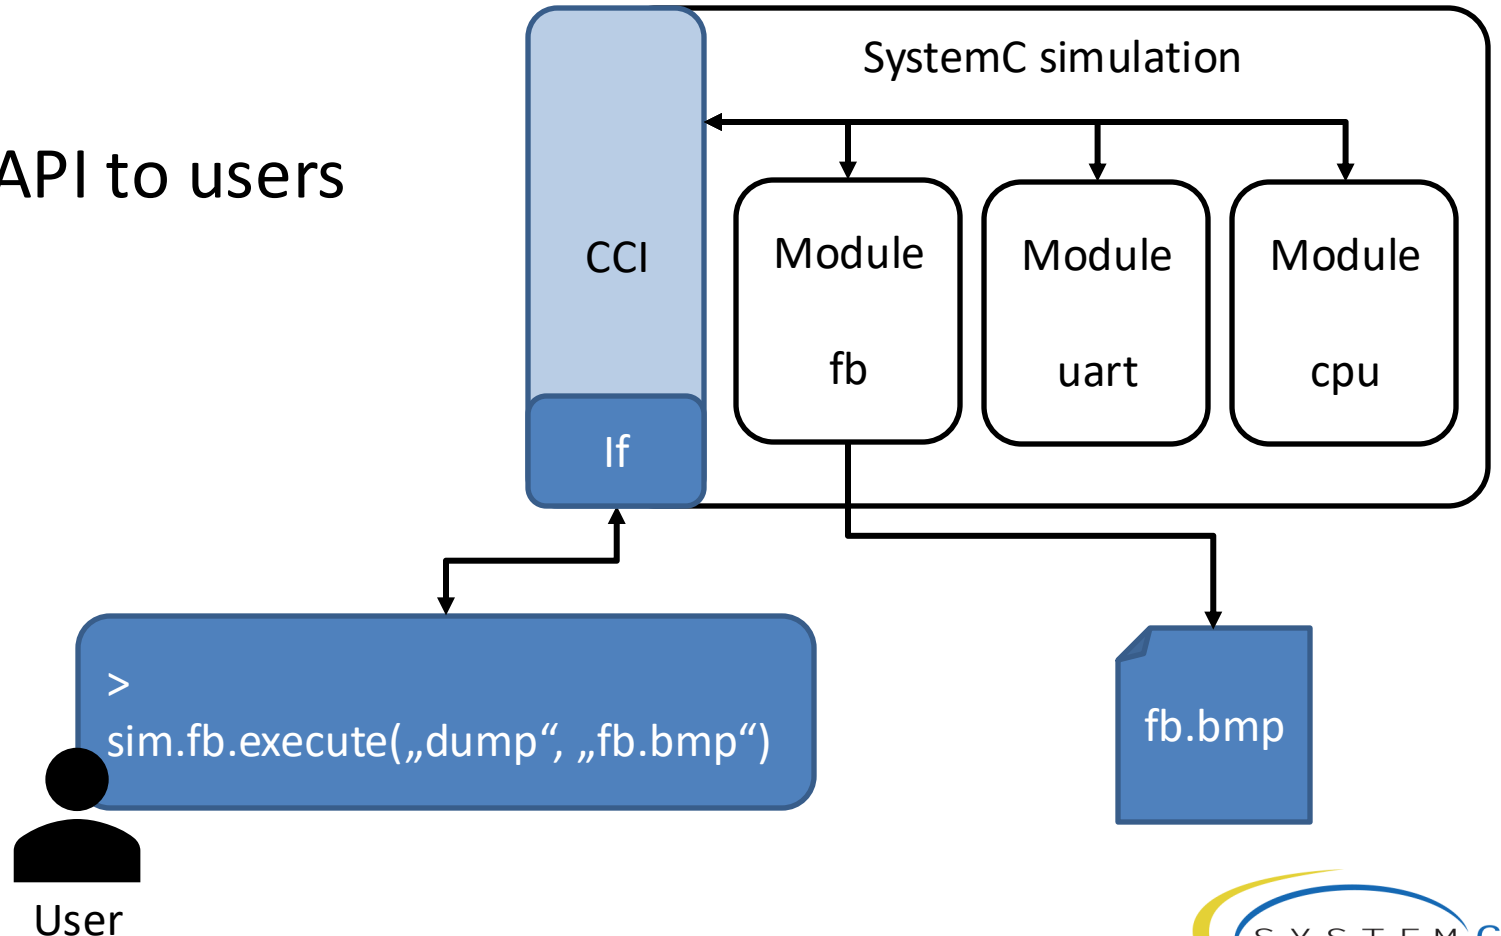 SystemC simulation
API to users
CCI
Module
fb
Module
uart
Module
cpu
If
>
sim.fb.execute(„dump“, „fb.bmp“)
fb.bmp
User
SYSTEM C